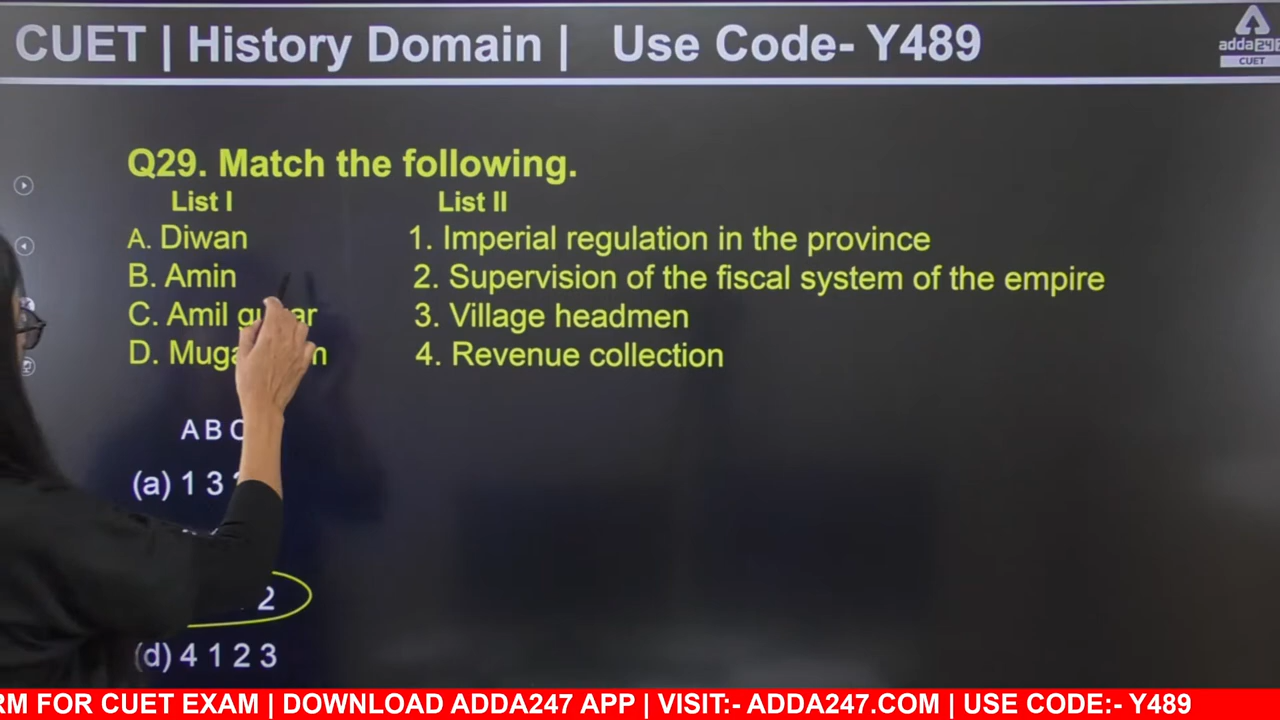 CUET | History Domain | Use Code- Y489
adda247
CUET
Q29. Match the following.
List I List II
A. Diwan 1. Imperial regulation in the province
B. Amin 2. Supervision of the fiscal system of the empire
C. Amil 3. Village headmen
D. 4. Revenue collection
A B C
(a) 1 3
2
(d) 4 1 2 3
RM FOR CUET EXAM | DOWNLOAD ADDA247 APP | VISIT:- ADDA247.COM | USE CODE:- Y489